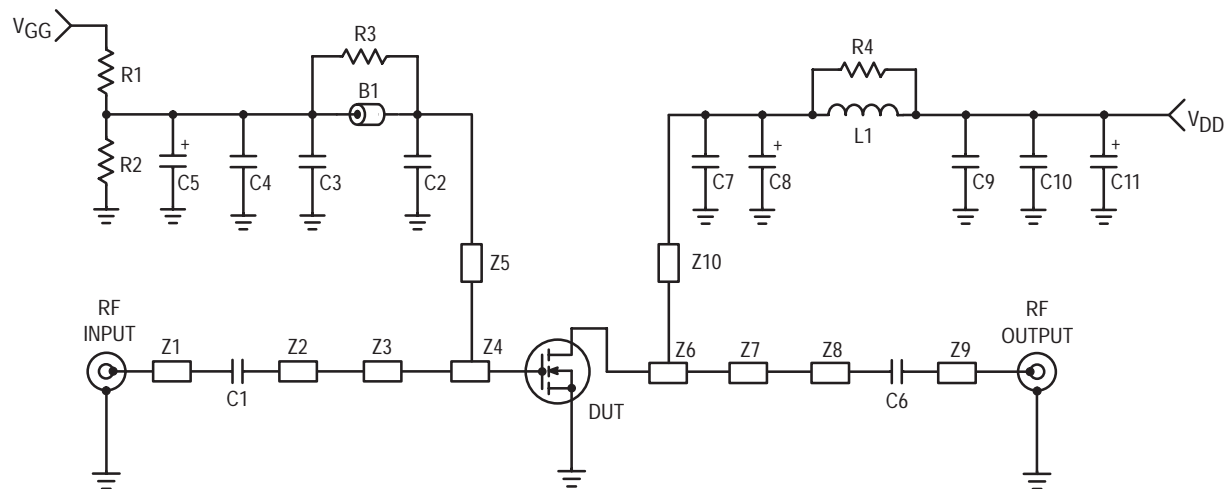 VGG
R1
R2
R3
B1
C5
+
C4
C3
C2
R4
L1
VDD
C7
C8
+
C9
C10
C11
+
Z5
Z10
RF
INPUT
Z1
C1
Z2
Z3
Z4
DUT
Z6
Z7
Z8
C6
Z9
RF
OUTPUT